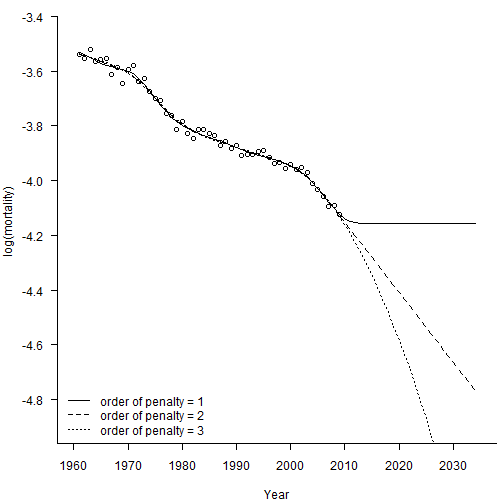 -3.4
-3.6
-3.8
-4.0
-4.2
-4.4
-4.6
-4.8
log(mortality)
order of penalty = 1
order of penalty = 2
order of penalty = 3
1960 1970 1980 1990 2000 2010 2020 2030
Year